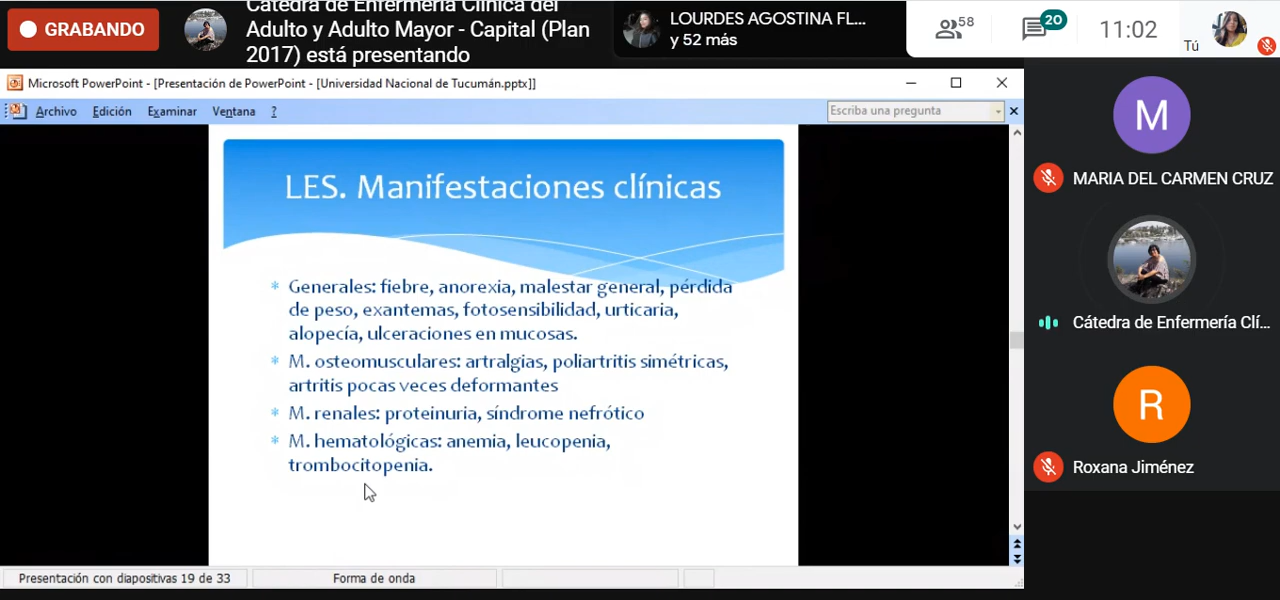 GRABANDO
Cátedra de Enfermería Clínica del
Adulto y Adulto Mayor - Capital (Plan
2017) está presentando
LOURDES AGOSTINA FL...
y 52 más
58
20
11:02
Tú
Microsoft PowerPoint - [Presentación de PowerPoint - [Universidad Nacional de Tucumán.pptx]]
Archivo Edición Examinar Ventana ?
Escriba una pregunta
LES. Manifestaciones clínicas
* Generales: fiebre, anorexia, malestar general, pérdida
de peso, exantemas, fotosensibilidad, urticaria,
alopecía, ulceraciones en mucosas.
* M. osteomusculares: artralgias, poliartritis simétricas,
artritis pocas veces deformantes
* M. renales: proteinuria, síndrome nefrótico
* M. hematológicas: anemia, leucopenia,
trombocitopenia.
M
MARIA DEL CARMEN CRUZ
Cátedra de Enfermería Clí...
R
Roxana Jiménez
Presentación con diapositivas 19 de 33
Forma de onda